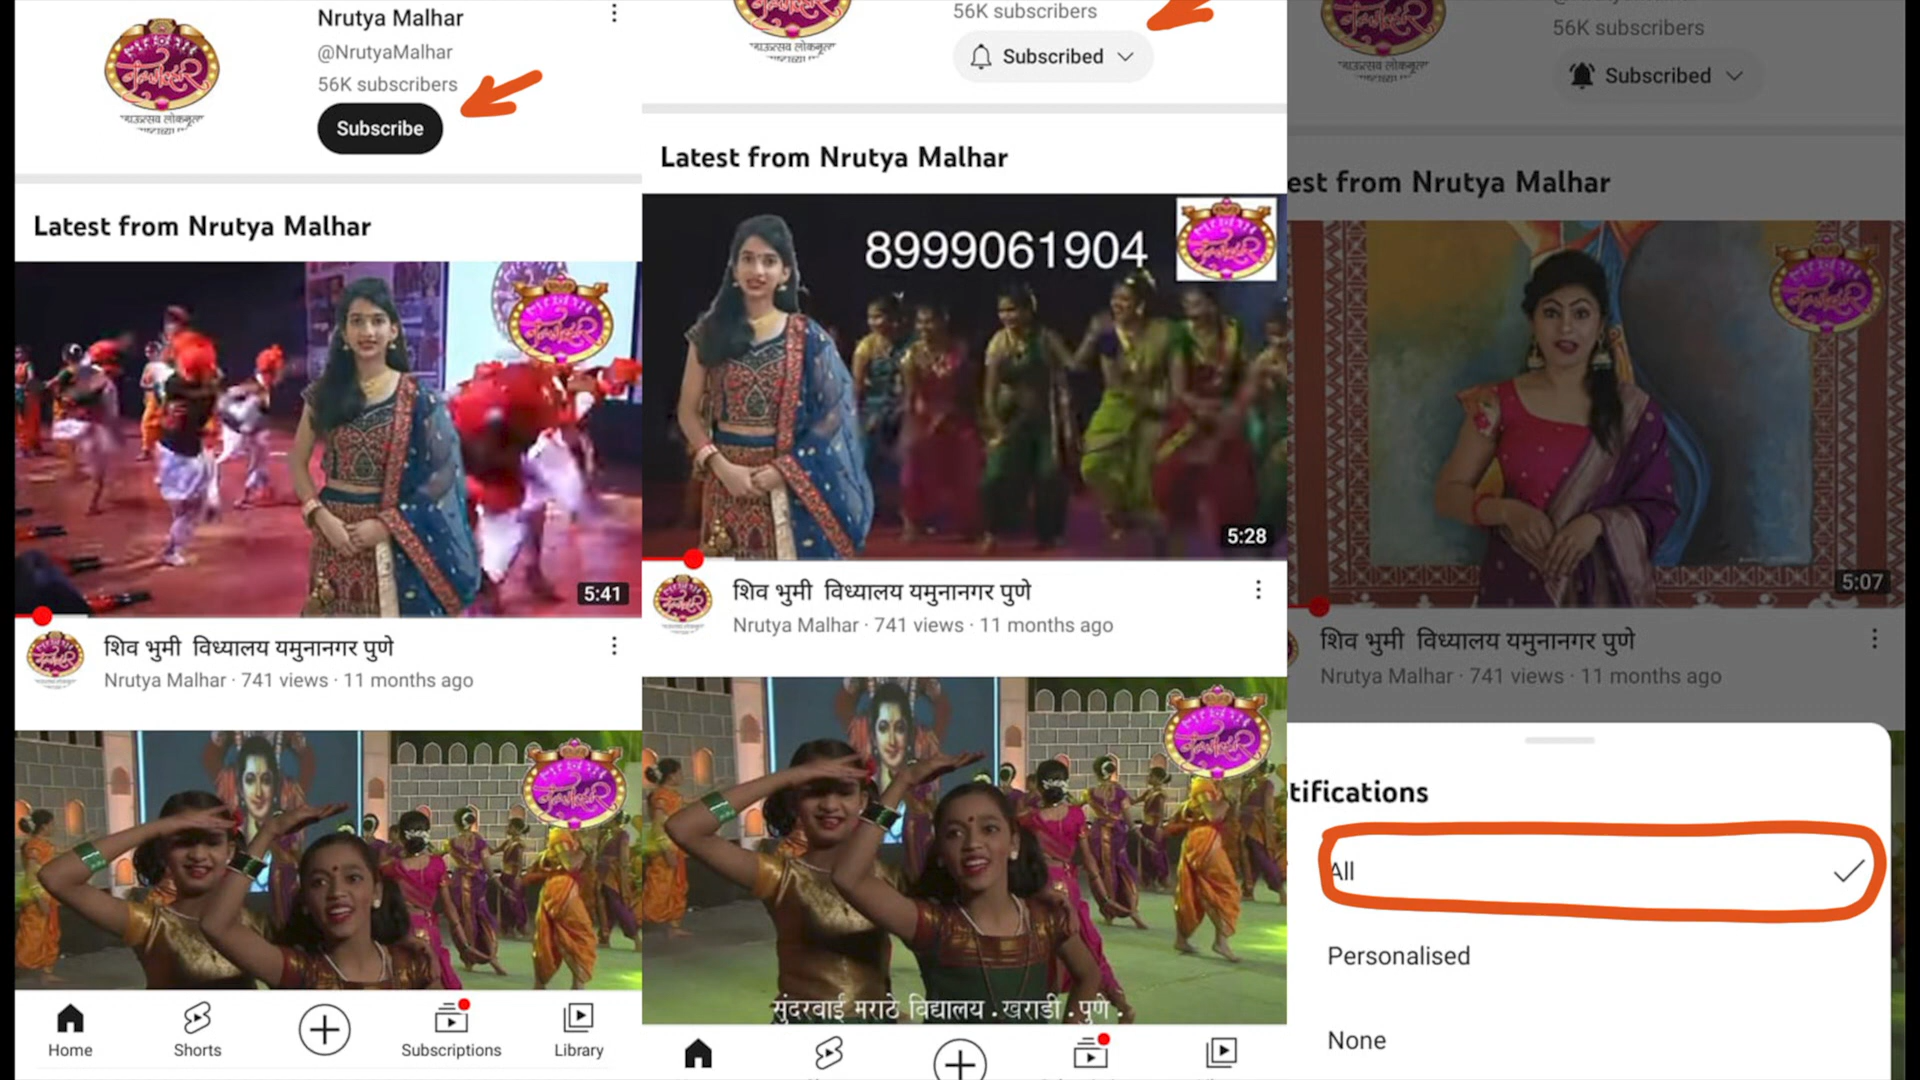 Nrutya Malhar
@NrutyaMalhar
56K subscribers
Subscribe
Latest from Nrutya Malhar
5:41
शिव भुमी विध्यालय यमुनानगर पुणे
Nrutya Malhar · 741 views · 11 months ago
Home
Shorts
Subscriptions
Library
56K subscribers
Subscribed
Latest from Nrutya Malhar
8999061904
5:28
शिव भुमी विध्यालय यमुनानगर पुणे
Nrutya Malhar · 741 views · 11 months ago
सुंदरबाई मराठे विद्यालय . खराडी . पुणे .
56K subscribers
Subscribed
est from Nrutya Malhar
5:07
शिव भुमी विध्यालय यमुनानगर पुणे
Nrutya Malhar · 741 views · 11 months ago
tifications
All
Personalised
None